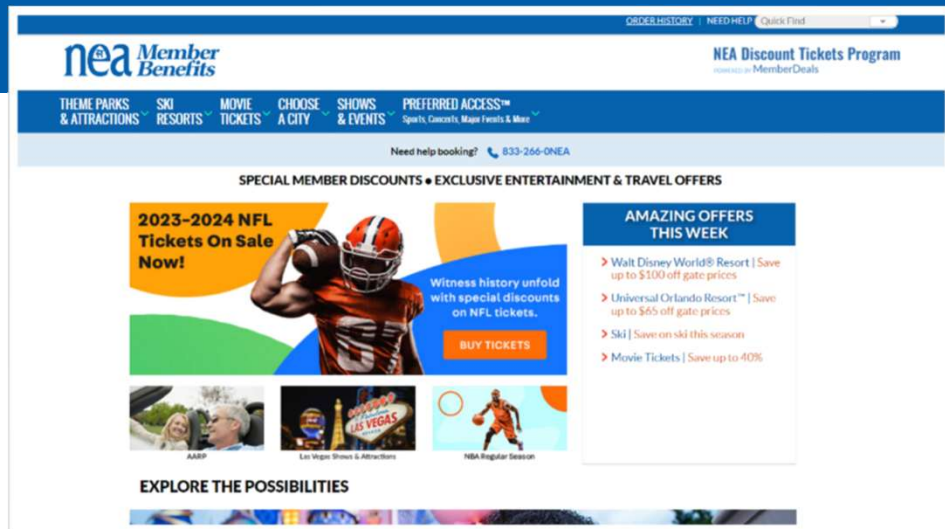 ORDER HISTORY | NEED HELP Quick Find
nea Member
Benefits
NEA Discount Tickets Program
POWERED BY MemberDeals
THEME PARKS
& ATTRACTIONS
SKI
RESORTS
MOVIE
TICKETS
CHOOSE
A CITY
SHOWS
& EVENTS
PREFERRED ACCESS™
Sports, Concerts, Major Events & More
Need help booking? 833-266-0NEA
SPECIAL MEMBER DISCOUNTS • EXCLUSIVE ENTERTAINMENT & TRAVEL OFFERS
2023-2024 NFL
Tickets On Sale
Now!
Witness history unfold
with special discounts
on NFL tickets.
BUY TICKETS
87
AMAZING OFFERS
THIS WEEK
Walt Disney World® Resort | Save
up to $100 off gate prices
Universal Orlando Resort™ | Save
up to $65 off gate prices
Ski | Save on ski this season
Movie Tickets | Save up to 40%
AARP
LAS VEGAS
Las Vegas Shows & Attractions
NBA Regular Season
EXPLORE THE POSSIBILITIES